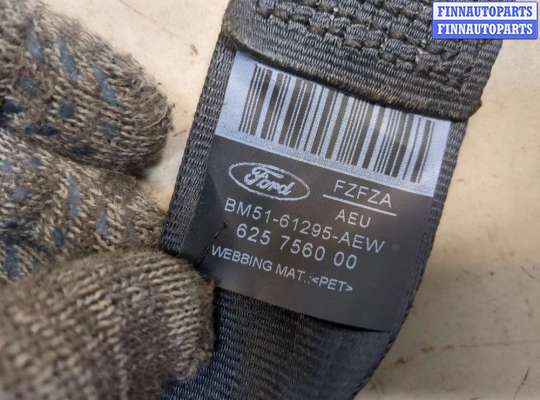 FINNAUTOPARTS
FINNAUTOPARTS
Ford
FZFZA
AEU
BM51-61295-AEW
625 7560 00
WEBBING MAT.:<PET>